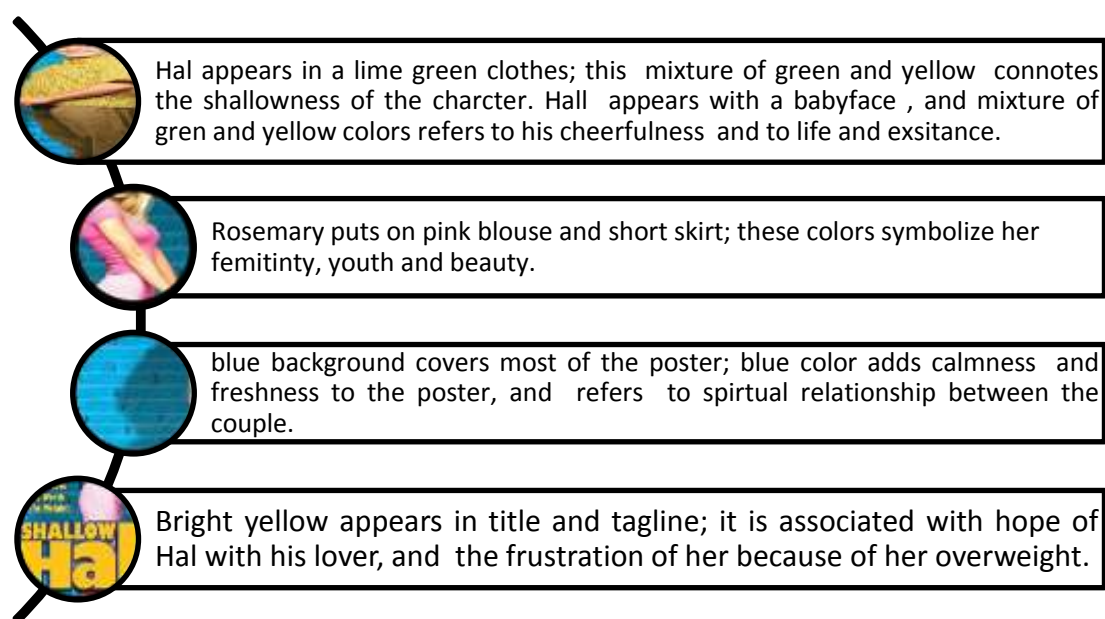 Hal appears in a lime green clothes; this mixture of green and yellow connotes
the shallowness of the charcter. Hall appears with a babyface , and mixture of
gren and yellow colors refers to his cheerfulness and to life and exsitance.
Rosemary puts on pink blouse and short skirt; these colors symbolize her
femitinty, youth and beauty.
blue background covers most of the poster; blue color adds calmness and
freshness to the poster, and refers to spirtual relationship between the
couple.
SHALLOW
Hal
Bright yellow appears in title and tagline; it is associated with hope of
Hal with his lover, and the frustration of her because of her overweight.